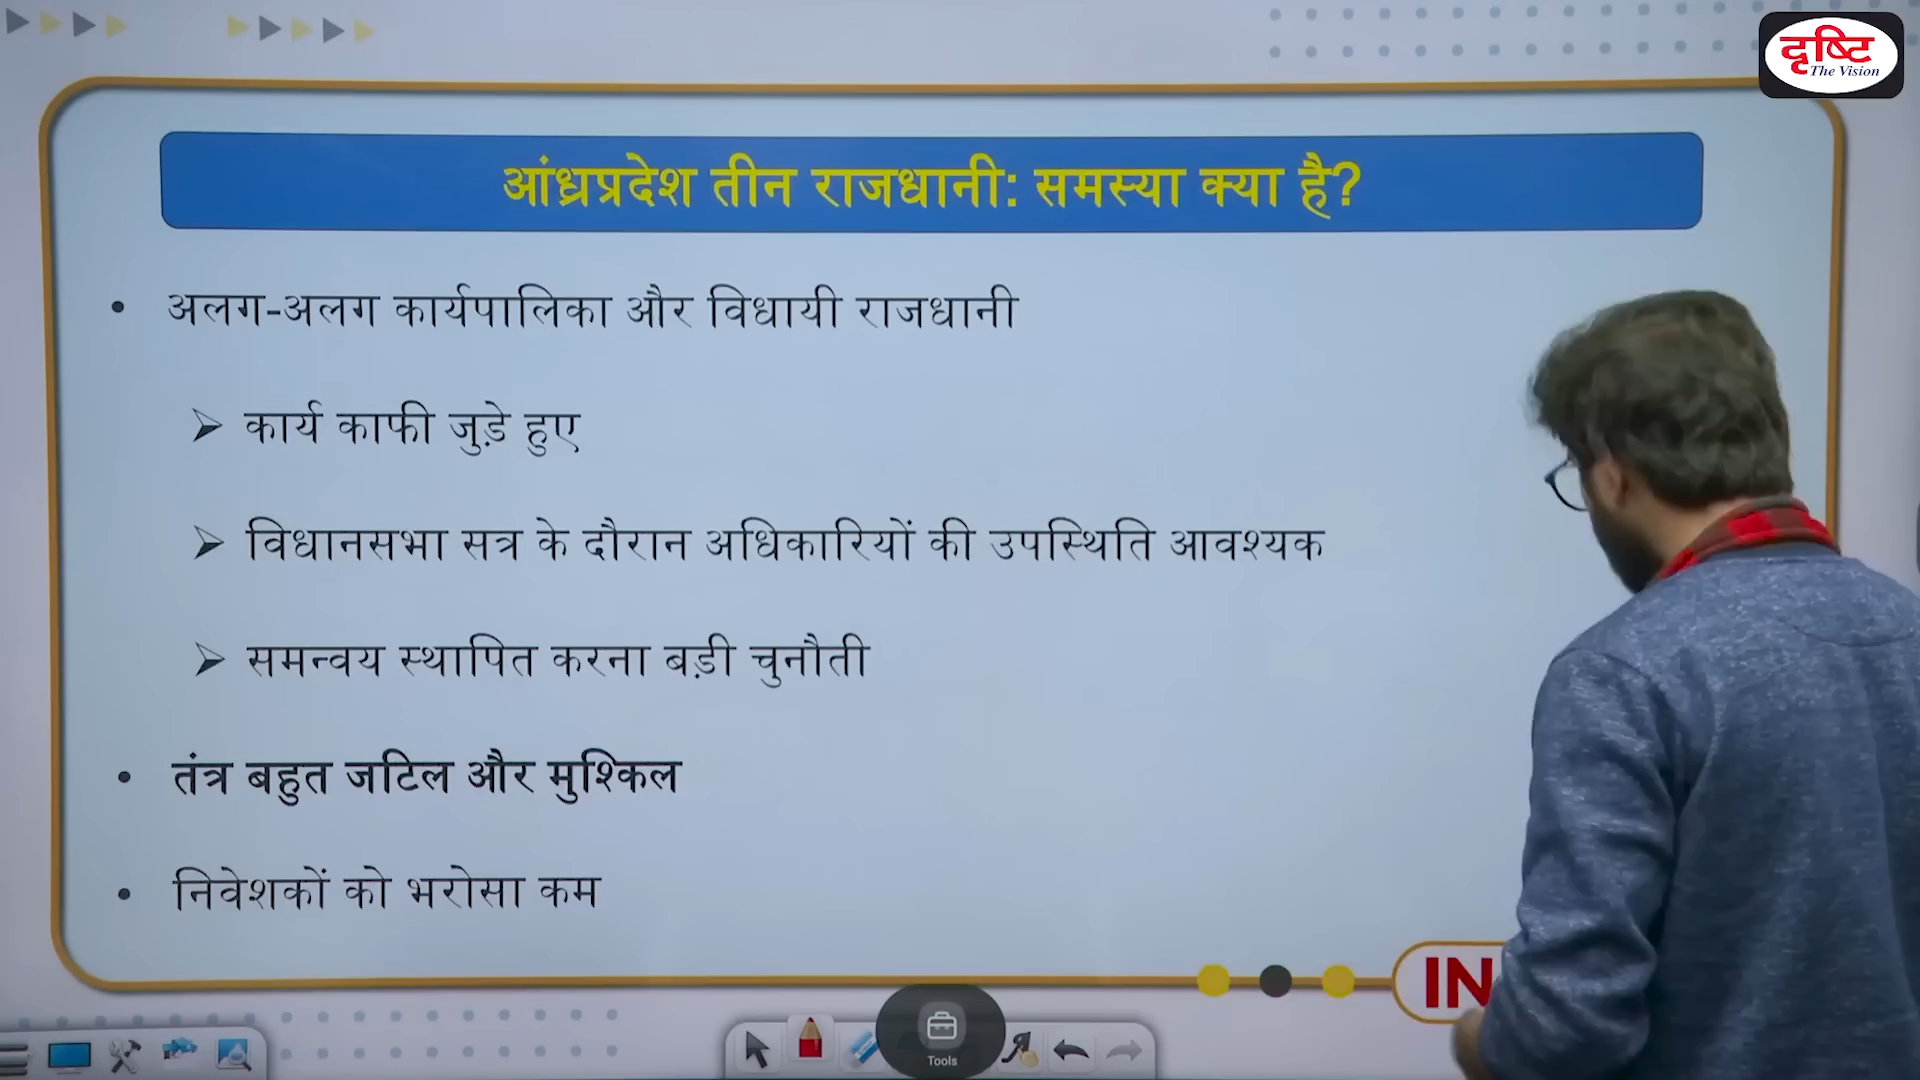 दृष्टि
The Vision
आंध्रप्रदेश तीन राजधानी: समस्या क्या है?
• अलग-अलग कार्यपालिका और विधायी राजधानी
➢ कार्य काफी जुड़े हुए
➢ विधानसभा सत्र के दौरान अधिकारियों की उपस्थिति आवश्यक
➢ समन्वय स्थापित करना बड़ी चुनौती
• तंत्र बहुत जटिल और मुश्किल
• निवेशकों को भरोसा कम
IN
Tools